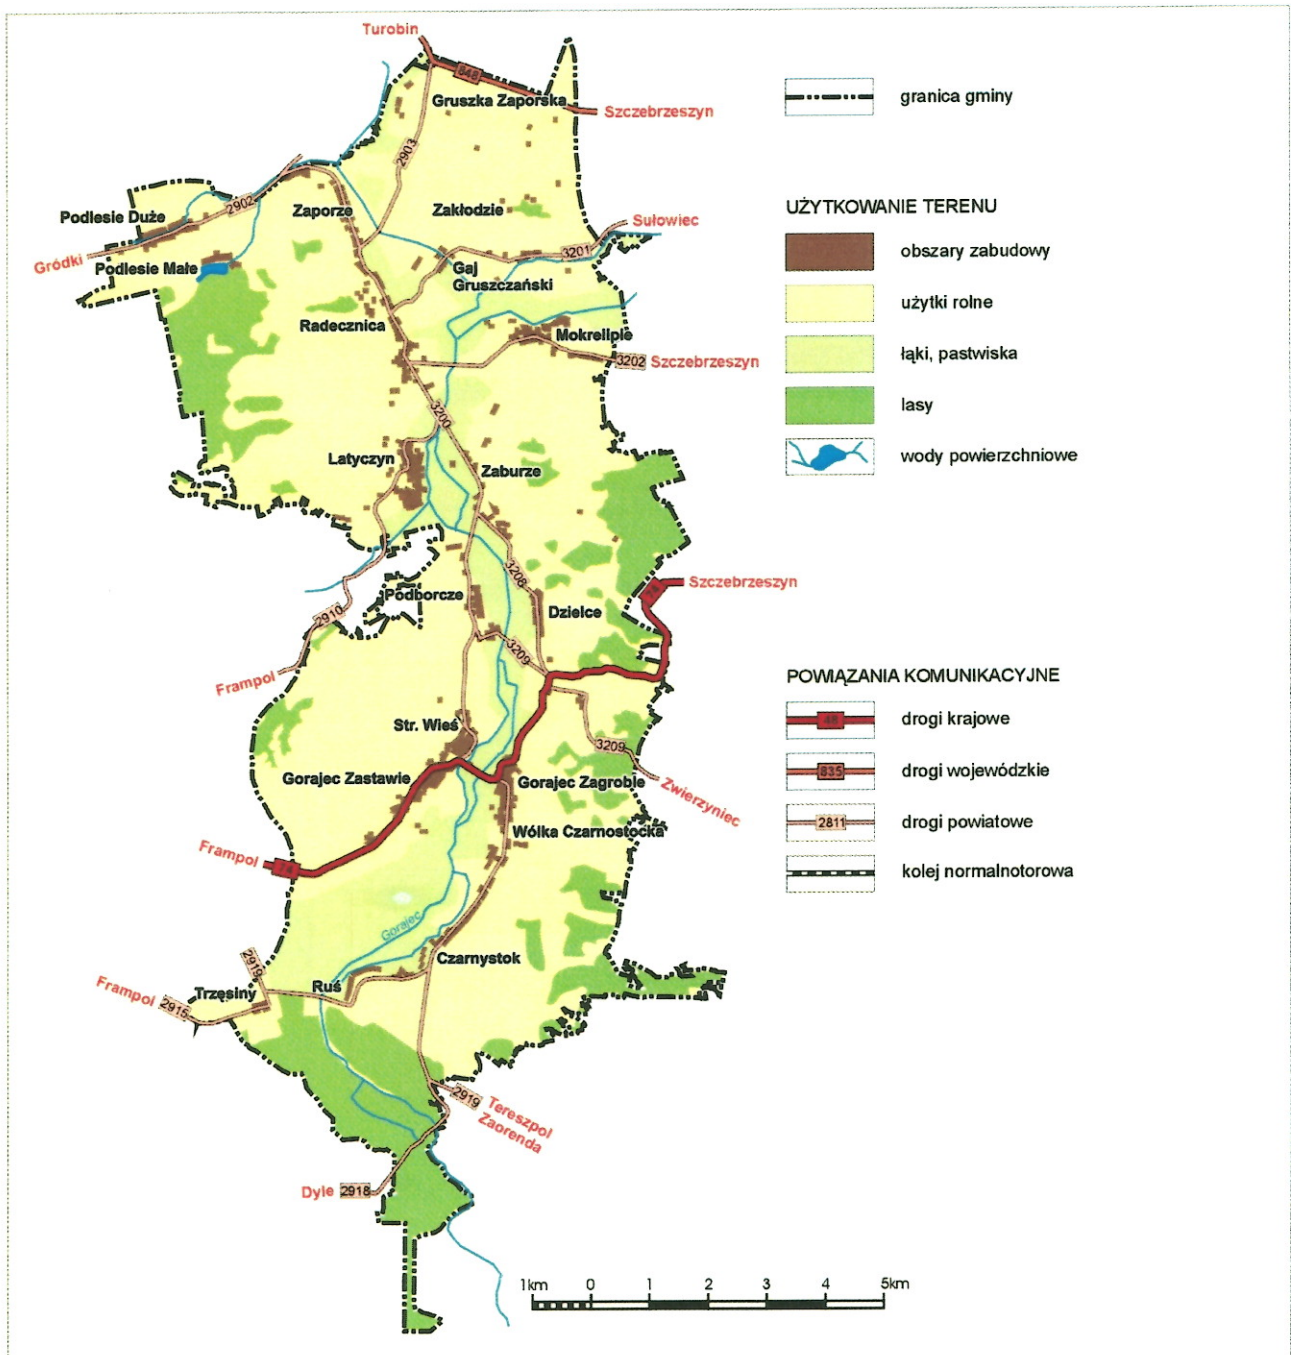 Turobin
848
Gruszka Zaporska
Szczebrzeszyn
2903
2902
Podlesie Duże
Zaporze
Zakłodzie
Sułowiec
3201
Gródki
Podlesie Małe
Gaj
Gruszczański
Radecznica
Mokrelipie
3202
Szczebrzeszyn
3200
Latyczyn
Zaburze
3208
Szczebrzeszyn
74
Podborcze
Dzielce
2910
3209
Frampol
Str. Wieś
3209
Gorajec Zastawie
Gorajec Zagroble
Zwierzyniec
Wólka Czarnostocka
Frampol
74
Gorajec
Czarnystok
2919
Ruś
Trzęsiny
Frampol
2915
2919
Tereszpol
Zaorenda
Dyle
2918
granica gminy
UŻYTKOWANIE TERENU
obszary zabudowy
użytki rolne
łąki, pastwiska
lasy
wody powierzchniowe
POWIĄZANIA KOMUNIKACYJNE
48
drogi krajowe
835
drogi wojewódzkie
2811
drogi powiatowe
kolej normalnotorowa
1km 0 1 2 3 4 5km